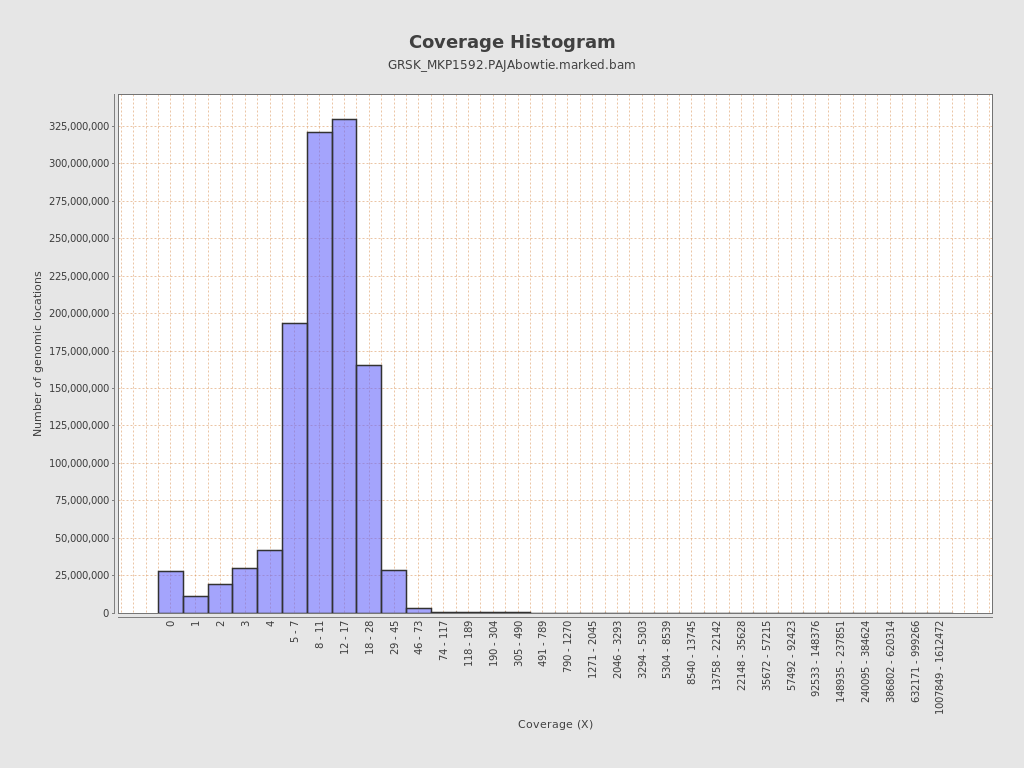 Coverage Histogram
GRSK_MKP1592.PAJAbowtie.marked.bam
Number of genomic locations
325,000,000
300,000,000
275,000,000
250,000,000
225,000,000
200,000,000
175,000,000
150,000,000
125,000,000
100,000,000
75,000,000
50,000,000
25,000,000
0
0
1
2
3
4
5 - 7
8 - 11
12 - 17
18 - 28
29 - 45
46 - 73
74 - 117
118 - 189
190 - 304
305 - 490
491 - 789
790 - 1270
1271 - 2045
2046 - 3293
3294 - 5303
5304 - 8539
8540 - 13745
13758 - 22142
22148 - 35628
35672 - 57215
57492 - 92423
92533 - 148376
148935 - 237851
240095 - 384624
386802 - 620314
632171 - 999266
1007849 - 1612472
Coverage (X)